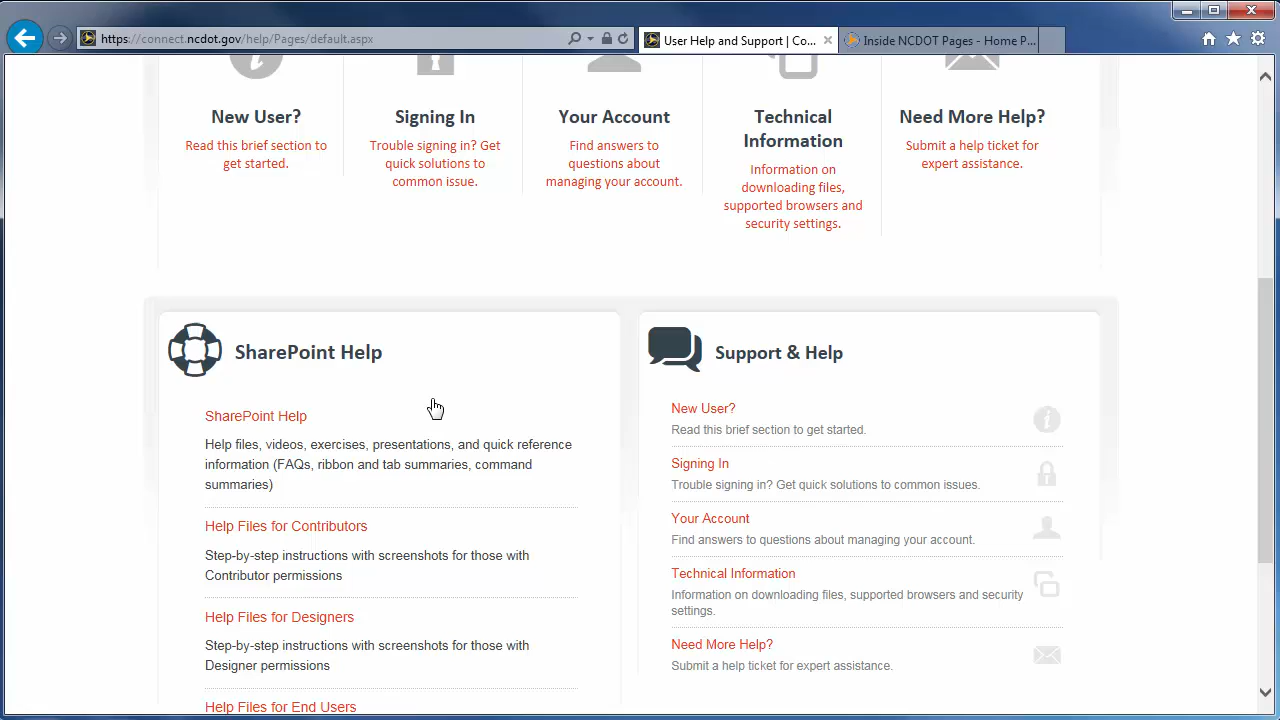 https://connect.ncdot.gov/help/Pages/default.aspx
User Help and Support | Co...
Inside NCDOT Pages - Home P...
New User?
Read this brief section to
get started.
Signing In
Trouble signing in? Get
quick solutions to
common issue.
Your Account
Find answers to
questions about
managing your account.
Technical
Information
Information on
downloading files,
supported browsers and
security settings.
Need More Help?
Submit a help ticket for
expert assistance.
SharePoint Help
SharePoint Help
Help files, videos, exercises, presentations, and quick reference
information (FAQs, ribbon and tab summaries, command
summaries)
Help Files for Contributors
Step-by-step instructions with screenshots for those with
Contributor permissions
Help Files for Designers
Step-by-step instructions with screenshots for those with
Designer permissions
Help Files for End Users
Support & Help
New User?
Read this brief section to get started.
Signing In
Trouble signing in? Get quick solutions to common issues.
Your Account
Find answers to questions about managing your account.
Technical Information
Information on downloading files, supported browsers and security
settings.
Need More Help?
Submit a help ticket for expert assistance.